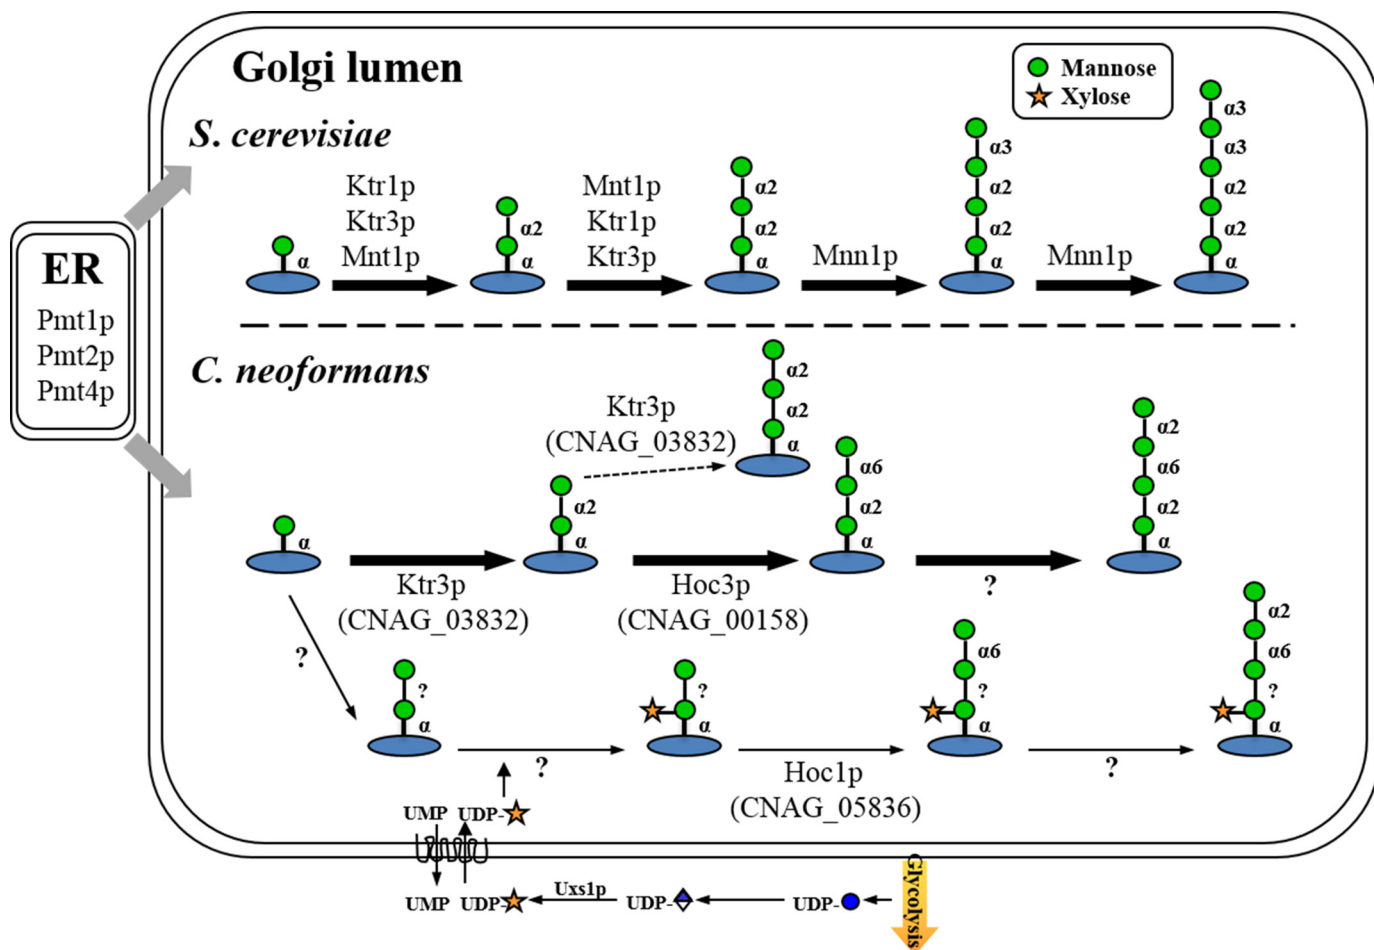 Golgi lumen
Mannose
Xylose
S. cerevisiae
ER
Pmt1p
Pmt2p
Pmt4p
α
Ktr1p
Ktr3p
Mnt1p
α2
α
Mnt1p
Ktr1p
Ktr3p
α2
α2
α
Mnn1p
α3
α2
α2
α
Mnn1p
α3
α3
α2
α2
α
C. neoformans
α
Ktr3p
(CNAG_03832)
α2
α
Ktr3p
(CNAG_03832)
α2
α2
α
Hoc3p
(CNAG_00158)
α6
α2
α
?
α2
α6
α2
α
?
?
α
?
?
α
Hoc1p
(CNAG_05836)
α6
?
α
?
α2
α6
?
α
UMP
UDP-
UMP
UDP-
Uxs1p
UDP-
UDP-
Glycolysis